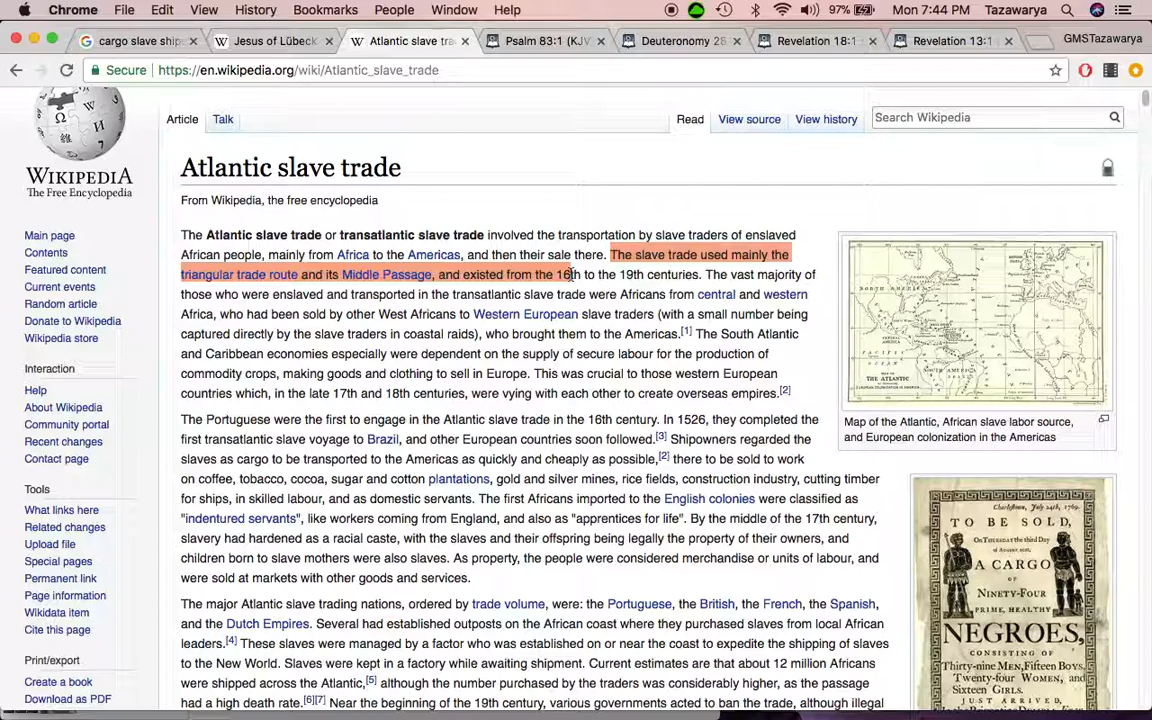 Chrome File Edit View History Bookmarks People Window Help 97% Mon 7:44 PM Tazawarya
cargo slave ship Jesus of Lübeck Atlantic slave tra Psalm 83:1 (KJV Deuteronomy 28 Revelation 18:1 Revelation 13:1 GMSTazawarya
Secure https://en.wikipedia.org/wiki/Atlantic_slave_trade
WIKIPEDIA
The Free Encyclopedia
Main page
Contents
Featured content
Current events
Random article
Donate to Wikipedia
Wikipedia store
Interaction
Help
About Wikipedia
Community portal
Recent changes
Contact page
Tools
What links here
Related changes
Upload file
Special pages
Permanent link
Page information
Wikidata item
Cite this page
Print/export
Create a book
Download as PDF
Article Talk Read View source View history Search Wikipedia
Atlantic slave trade
From Wikipedia, the free encyclopedia
The Atlantic slave trade or transatlantic slave trade involved the transportation by slave traders of enslaved
African people, mainly from Africa to the Americas, and then their sale there. The slave trade used mainly the
triangular trade route and its Middle Passage, and existed from the 16th to the 19th centuries. The vast majority of
those who were enslaved and transported in the transatlantic slave trade were Africans from central and western
Africa, who had been sold by other West Africans to Western European slave traders (with a small number being
captured directly by the slave traders in coastal raids), who brought them to the Americas.[1] The South Atlantic
and Caribbean economies especially were dependent on the supply of secure labour for the production of
commodity crops, making goods and clothing to sell in Europe. This was crucial to those western European
countries which, in the late 17th and 18th centuries, were vying with each other to create overseas empires.[2]
The Portuguese were the first to engage in the Atlantic slave trade in the 16th century. In 1526, they completed the
first transatlantic slave voyage to Brazil, and other European countries soon followed.[3] Shipowners regarded the
slaves as cargo to be transported to the Americas as quickly and cheaply as possible,[2] there to be sold to work
on coffee, tobacco, cocoa, sugar and cotton plantations, gold and silver mines, rice fields, construction industry, cutting timber
for ships, in skilled labour, and as domestic servants. The first Africans imported to the English colonies were classified as
"indentured servants", like workers coming from England, and also as "apprentices for life". By the middle of the 17th century,
slavery had hardened as a racial caste, with the slaves and their offspring being legally the property of their owners, and
children born to slave mothers were also slaves. As property, the people were considered merchandise or units of labour, and
were sold at markets with other goods and services.
The major Atlantic slave trading nations, ordered by trade volume, were: the Portuguese, the British, the French, the Spanish,
and the Dutch Empires. Several had established outposts on the African coast where they purchased slaves from local African
leaders.[4] These slaves were managed by a factor who was established on or near the coast to expedite the shipping of slaves
to the New World. Slaves were kept in a factory while awaiting shipment. Current estimates are that about 12 million Africans
were shipped across the Atlantic,[5] although the number purchased by the traders was considerably higher, as the passage
had a high death rate.[6][7] Near the beginning of the 19th century, various governments acted to ban the trade, although illegal
NORTH AMERICA
SOUTH AMERICA
THE ATLANTIC
Map of the Atlantic, African slave labor source,
and European colonization in the Americas
Charlestown, July 24th, 1769.
TO BE SOLD,
On THURSDAY the third Day
A CARGO
OF
NINETY-FOUR
PRIME, HEALTHY
NEGROES,
CONSISTING OF
Thirty-nine MEN, Fifteen BOYS,
Twenty-four WOMEN, and
Sixteen GIRLS.
JUST ARRIVED,